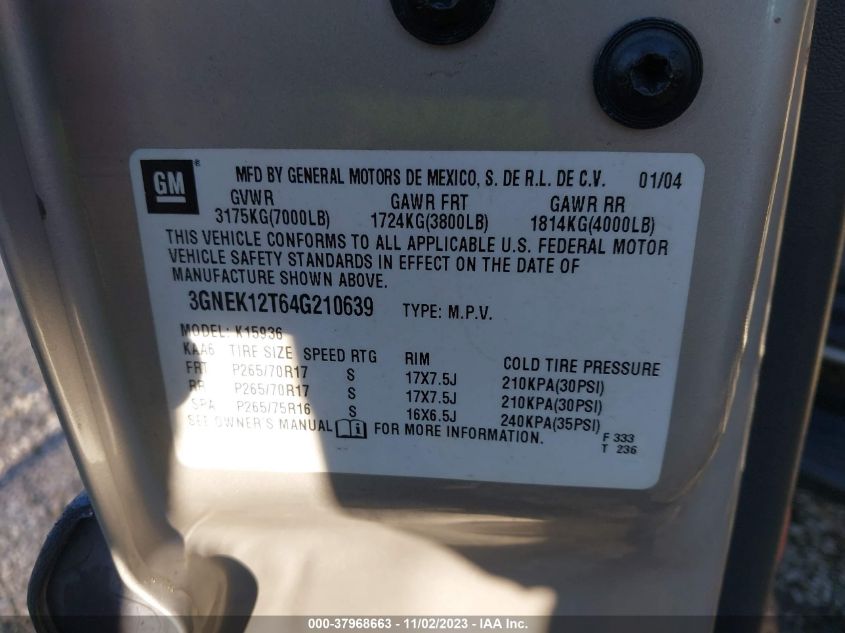 GM ® MFD BY GENERAL MOTORS DE MEXICO, S. DE R.L. DE C.V. 01/04
GVWR GAWR FRT GAWR RR
3175KG(7000LB) 1724KG(3800LB) 1814KG(4000LB)
THIS VEHICLE CONFORMS TO ALL APPLICABLE U.S. FEDERAL MOTOR
VEHICLE SAFETY STANDARDS IN EFFECT ON THE DATE OF
MANUFACTURE SHOWN ABOVE.
3GNEK12T64G210639 TYPE: M.P.V.
MODEL: K15936
KAA6 TIRE SIZE SPEED RTG RIM COLD TIRE PRESSURE
FRT P265/70R17 S 17X7.5J 210KPA(30PSI)
RR P265/70R17 S 17X7.5J 210KPA(30PSI)
SPA P265/75R16 S 16X6.5J 240KPA(35PSI)
SEE OWNER'S MANUAL FOR MORE INFORMATION.
F 333
T 236
000-37968663 - 11/02/2023 - IAA Inc.